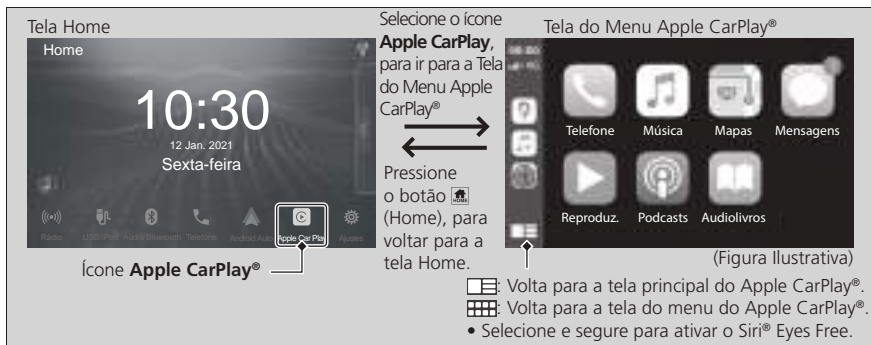 Tela Home
Home
10:30
12 Jan. 2021
Sexta-feira
Rádio
USB/iPod
Áudio Bluetooth
Telefone
Android Auto
Apple Car Play
Ajustes
Ícone Apple CarPlay®
Selecione o ícone
Apple CarPlay,
para ir para a Tela
do Menu Apple
CarPlay®
Pressione
o botão HOME
(Home), para
voltar para a
tela Home.
Tela do Menu Apple CarPlay®
Telefone
Música
Mapas
Mensagens
Reproduz.
Podcasts
Audiolivros
(Figura Ilustrativa)
: Volta para a tela principal do Apple CarPlay®.
: Volta para a tela do menu do Apple CarPlay®.
• Selecione e segure para ativar o Siri® Eyes Free.